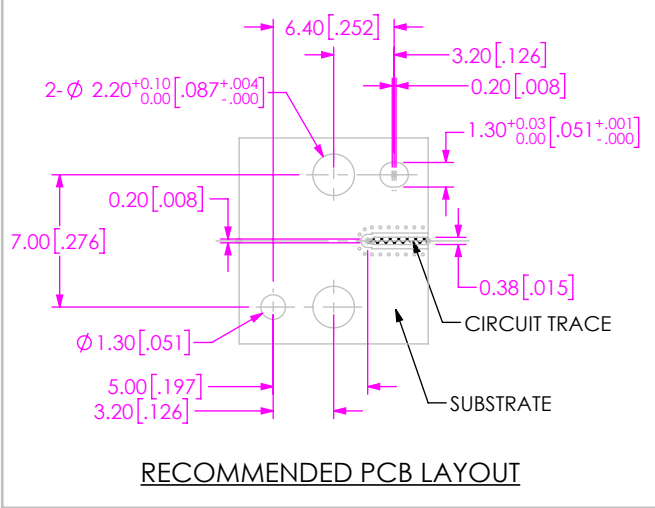 6.40[.252]
3.20[.126]
2-Ø 2.20+0.10 0.00[.087+.004 -.000]
0.20[.008]
1.30+0.03 0.00[.051+.001 -.000]
0.20[.008]
7.00[.276]
0.38[.015]
CIRCUIT TRACE
Ø1.30[.051]
5.00[.197]
SUBSTRATE
3.20[.126]
RECOMMENDED PCB LAYOUT